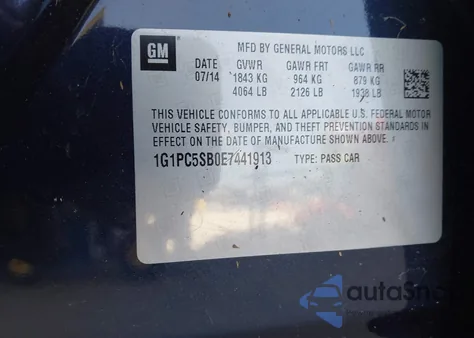 GM
MFD BY GENERAL MOTORS LLC
DATE GVWR GAWR FRT GAWR RR
07/14 1843 KG 964 KG 879 KG
4064 LB 2126 LB 1938 LB
THIS VEHICLE CONFORMS TO ALL APPLICABLE U.S. FEDERAL MOTOR
VEHICLE SAFETY, BUMPER, AND THEFT PREVENTION STANDARDS IN
EFFECT ON THE DATE OF MANUFACTURE SHOWN ABOVE.
1G1PC5SB0E7441913 TYPE: PASS CAR